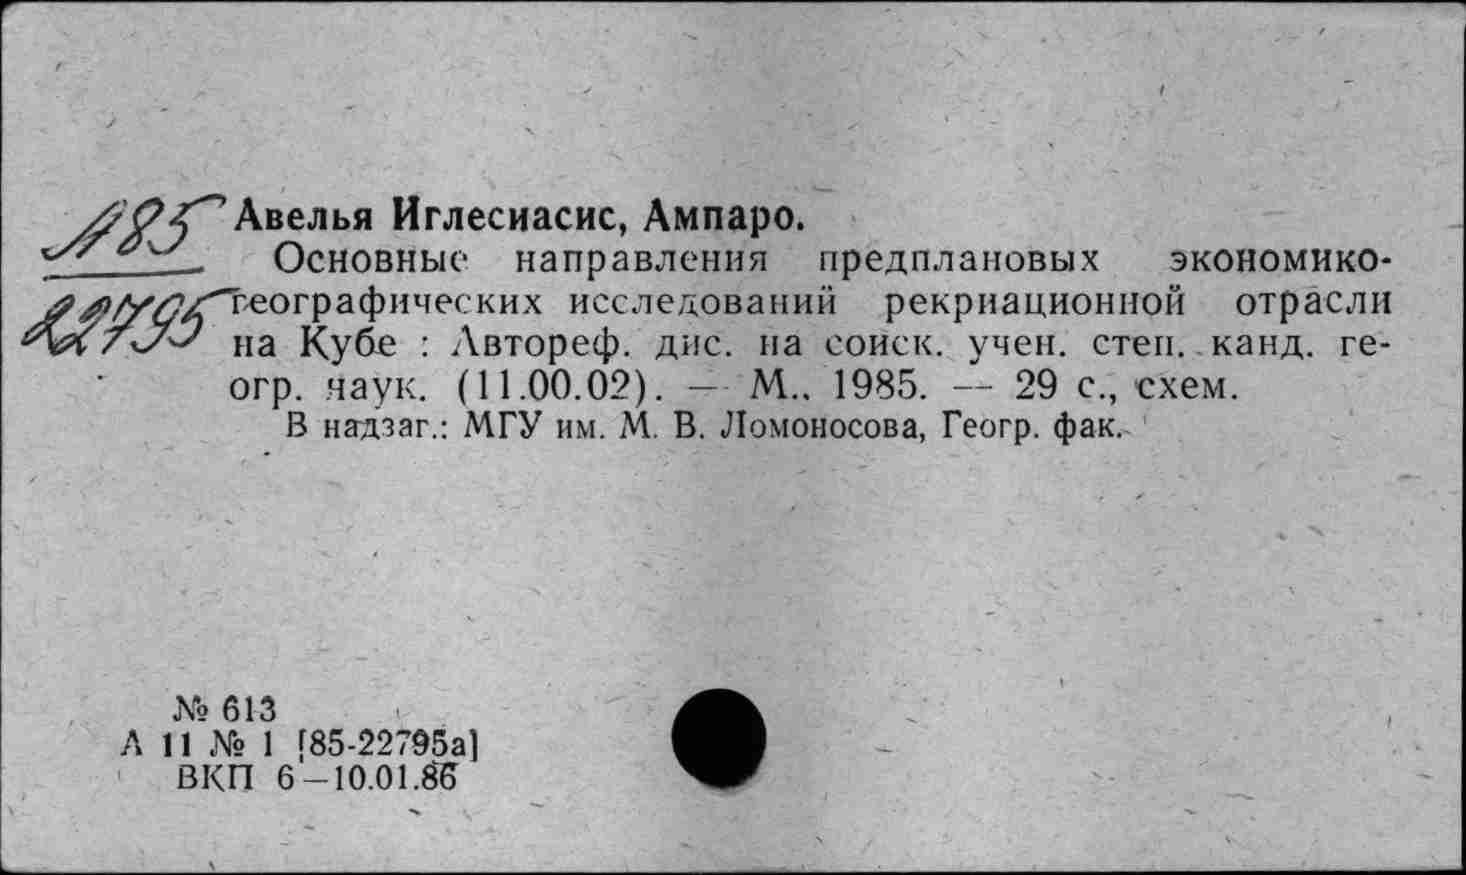 А85
22795
Авелья Иглесиасис, Ампаро.
Основные направления предплановых экономико-
географических исследований рекриационной отрасли
на Кубе : Автореф. дис. на соиск. учен. степ. канд. ге-
огр. наук. (11.00.02). — М., 1985. — 29 с., схем.
В надзаг.: МГУ им. М. В. Ломоносова, Геогр. фак.
№ 613
А 11 № 1 [85-22795а]
ВКП 6—10.01.86